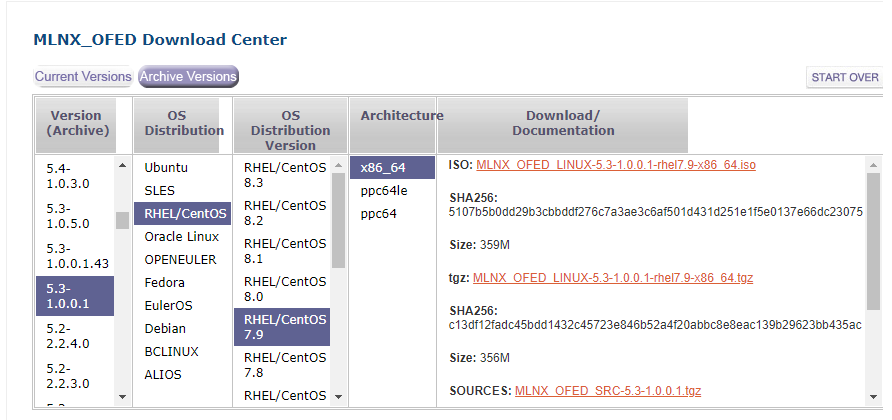 MLNX_OFED Download Center
Current Versions Archive Versions START OVER
Version (Archive)
OS Distribution
OS Distribution Version
Architecture
Download/ Documentation
5.4-
1.0.3.0
5.3-
1.0.5.0
5.3-
1.0.0.1.43
5.3-
1.0.0.1
5.2-
2.2.4.0
5.2-
2.2.3.0
Ubuntu
SLES
RHEL/CentOS
Oracle Linux
OPENEULER
Fedora
EulerOS
Debian
BCLINUX
ALIOS
RHEL/CentOS
8.3
RHEL/CentOS
8.2
RHEL/CentOS
8.1
RHEL/CentOS
8.0
RHEL/CentOS
7.9
RHEL/CentOS
7.8
RHEL/CentOS
x86_64
ppc64le
ppc64
ISO: MLNX_OFED_LINUX-5.3-1.0.0.1-rhel7.9-x86_64.iso
SHA256:
5107b5b0dd29b3cbbddf276c7a3ae3c6af501d431d251e1f5e0137e66dc23075
Size: 359M
tgz: MLNX_OFED_LINUX-5.3-1.0.0.1-rhel7.9-x86_64.tgz
SHA256:
c13df12fadc45bdd1432c45723e846b52a4f20abbc8e8eac139b29623bb435ac
Size: 356M
SOURCES: MLNX_OFED_SRC-5.3-1.0.0.1.tgz